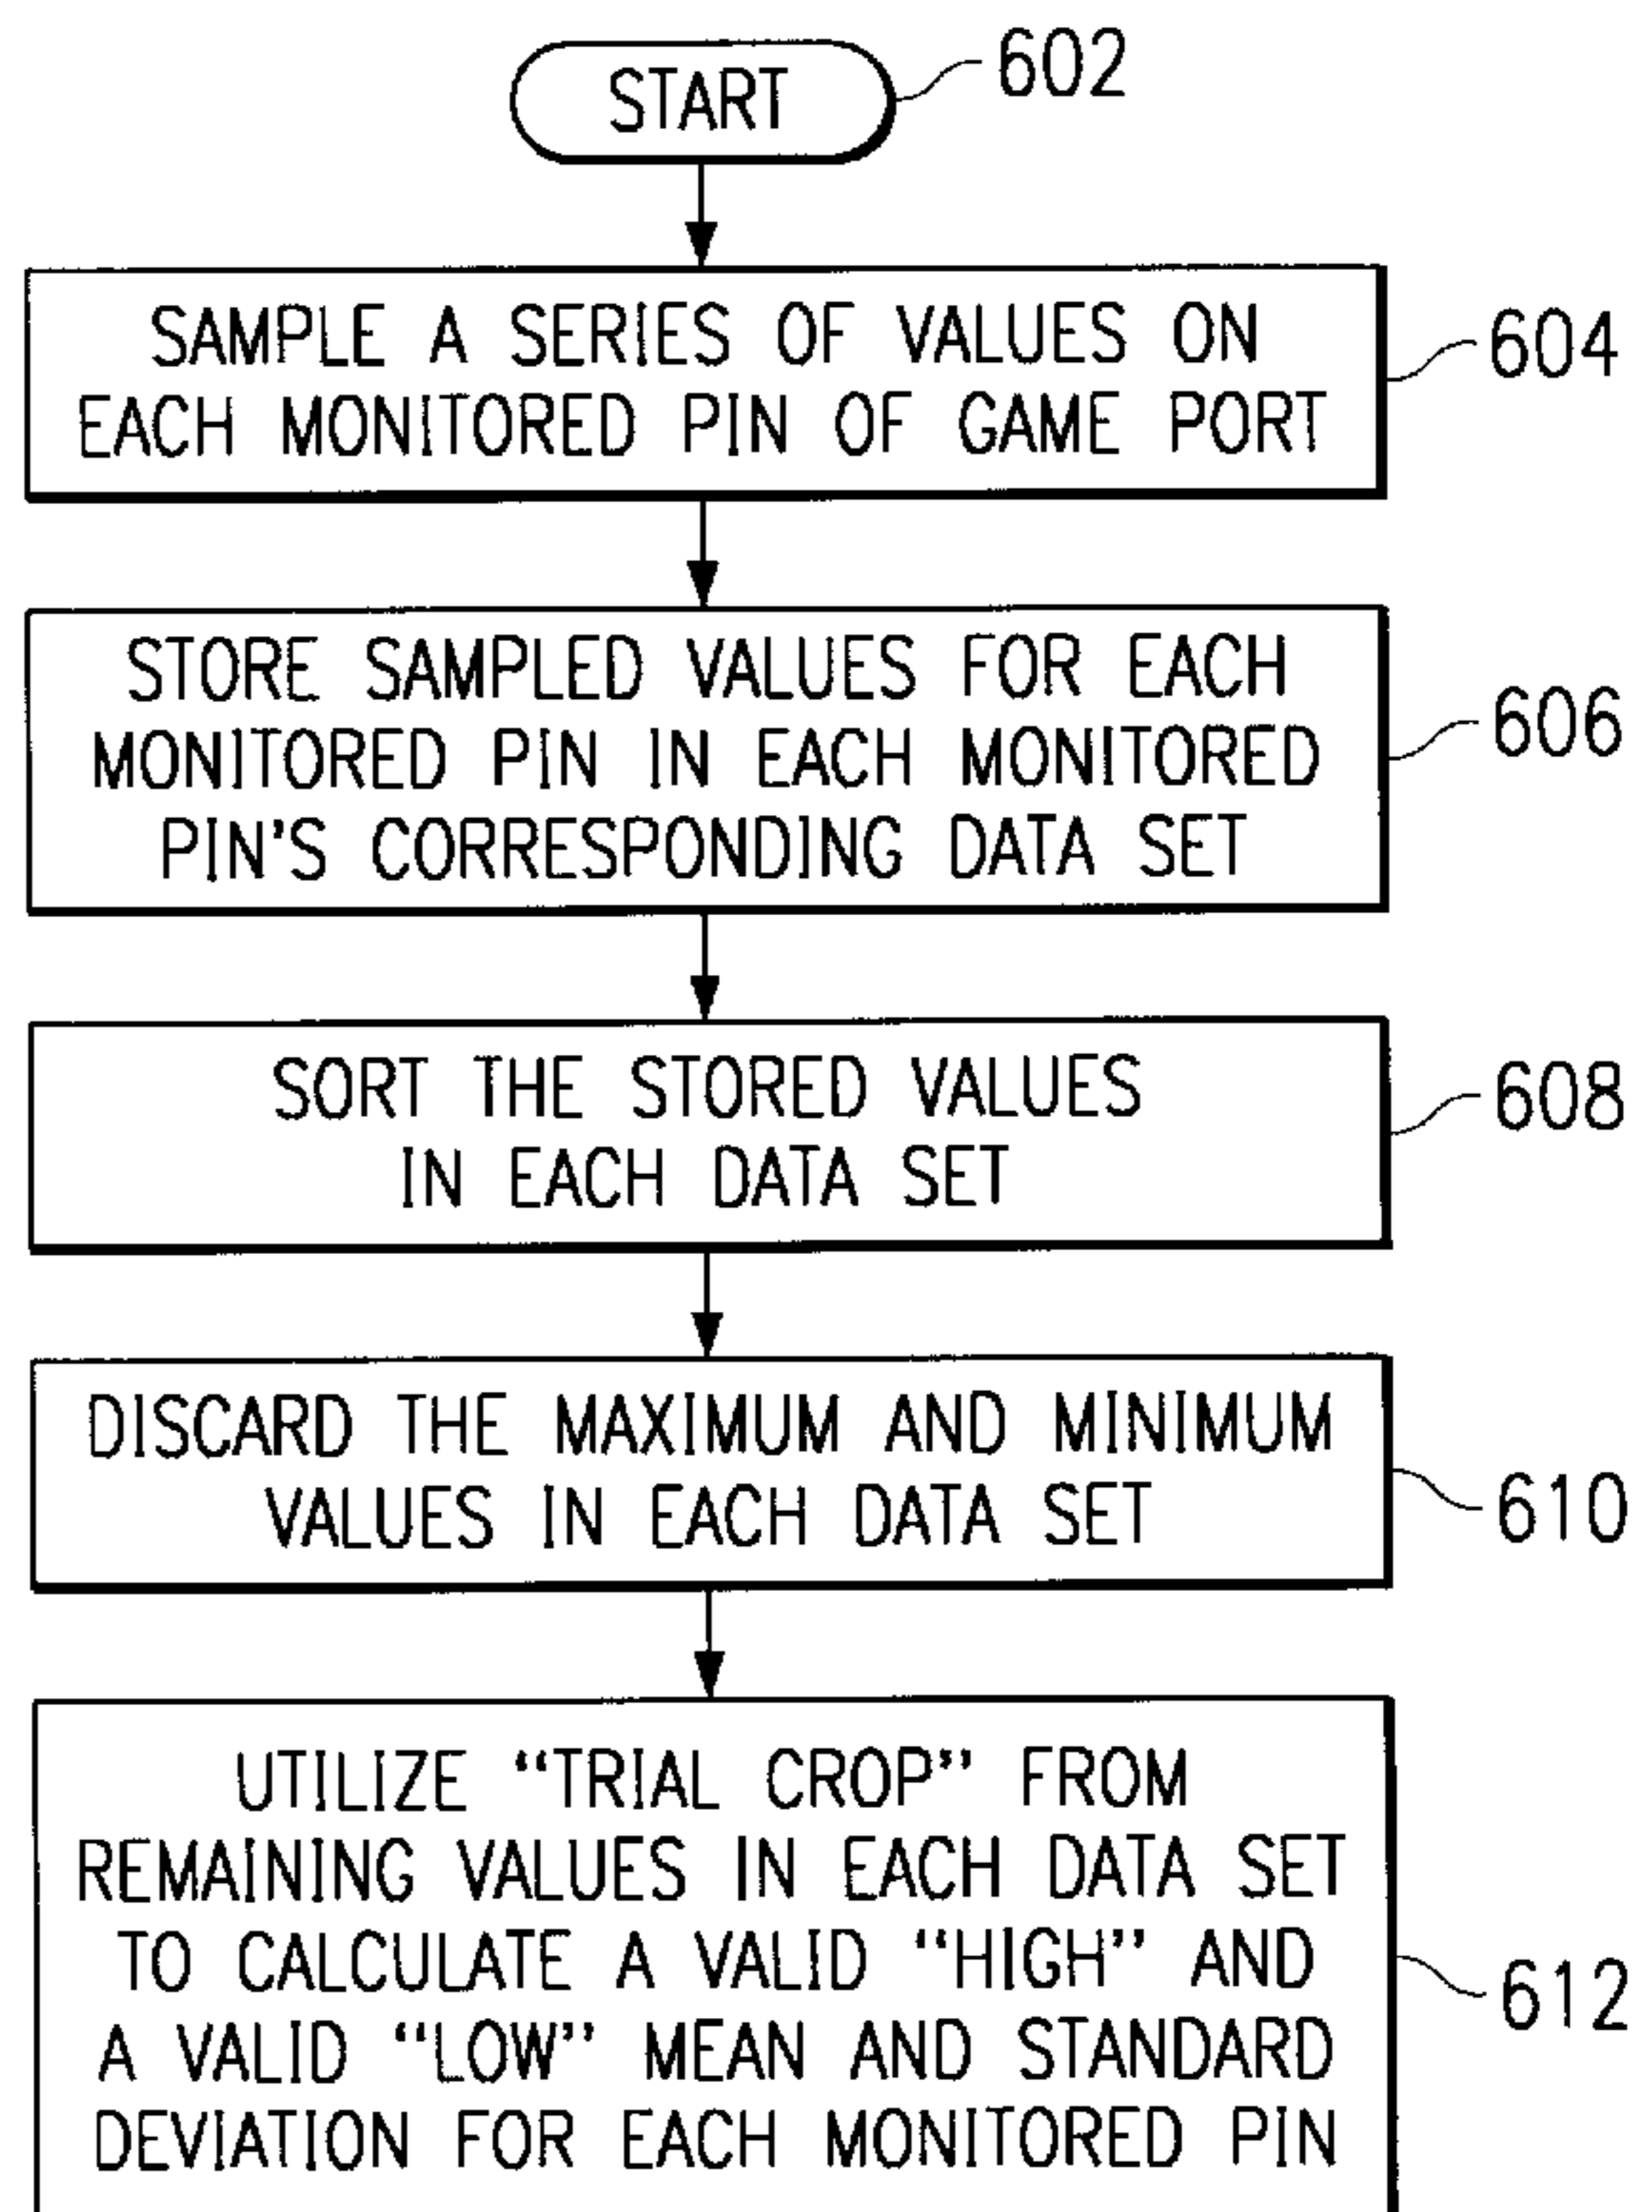 START
602
SAMPLE A SERIES OF VALUES ON
EACH MONITORED PIN OF GAME PORT
604
STORE SAMPLED VALUES FOR EACH
MONITORED PIN IN EACH MONITORED
PIN'S CORRESPONDING DATA SET
606
SORT THE STORED VALUES
IN EACH DATA SET
608
DISCARD THE MAXIMUM AND MINIMUM
VALUES IN EACH DATA SET
610
UTILIZE “TRIAL CROP” FROM
REMAINING VALUES IN EACH DATA SET
TO CALCULATE A VALID “HIGH” AND
A VALID “LOW” MEAN AND STANDARD
DEVIATION FOR EACH MONITORED PIN
612